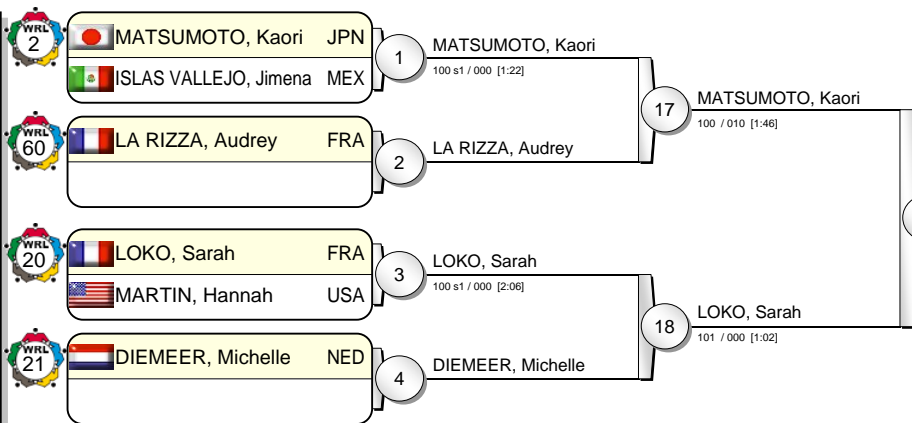 WRL
2
MATSUMOTO, Kaori JPN
ISLAS VALLEJO, Jimena MEX
1
MATSUMOTO, Kaori
100 s1 / 000 [1:22]
WRL
60
LA RIZZA, Audrey FRA
2
LA RIZZA, Audrey
17
MATSUMOTO, Kaori
100 / 010 [1:46]
WRL
20
LOKO, Sarah FRA
MARTIN, Hannah USA
3
LOKO, Sarah
100 s1 / 000 [2:06]
WRL
21
DIEMEER, Michelle NED
4
DIEMEER, Michelle
18
LOKO, Sarah
101 / 000 [1:02]